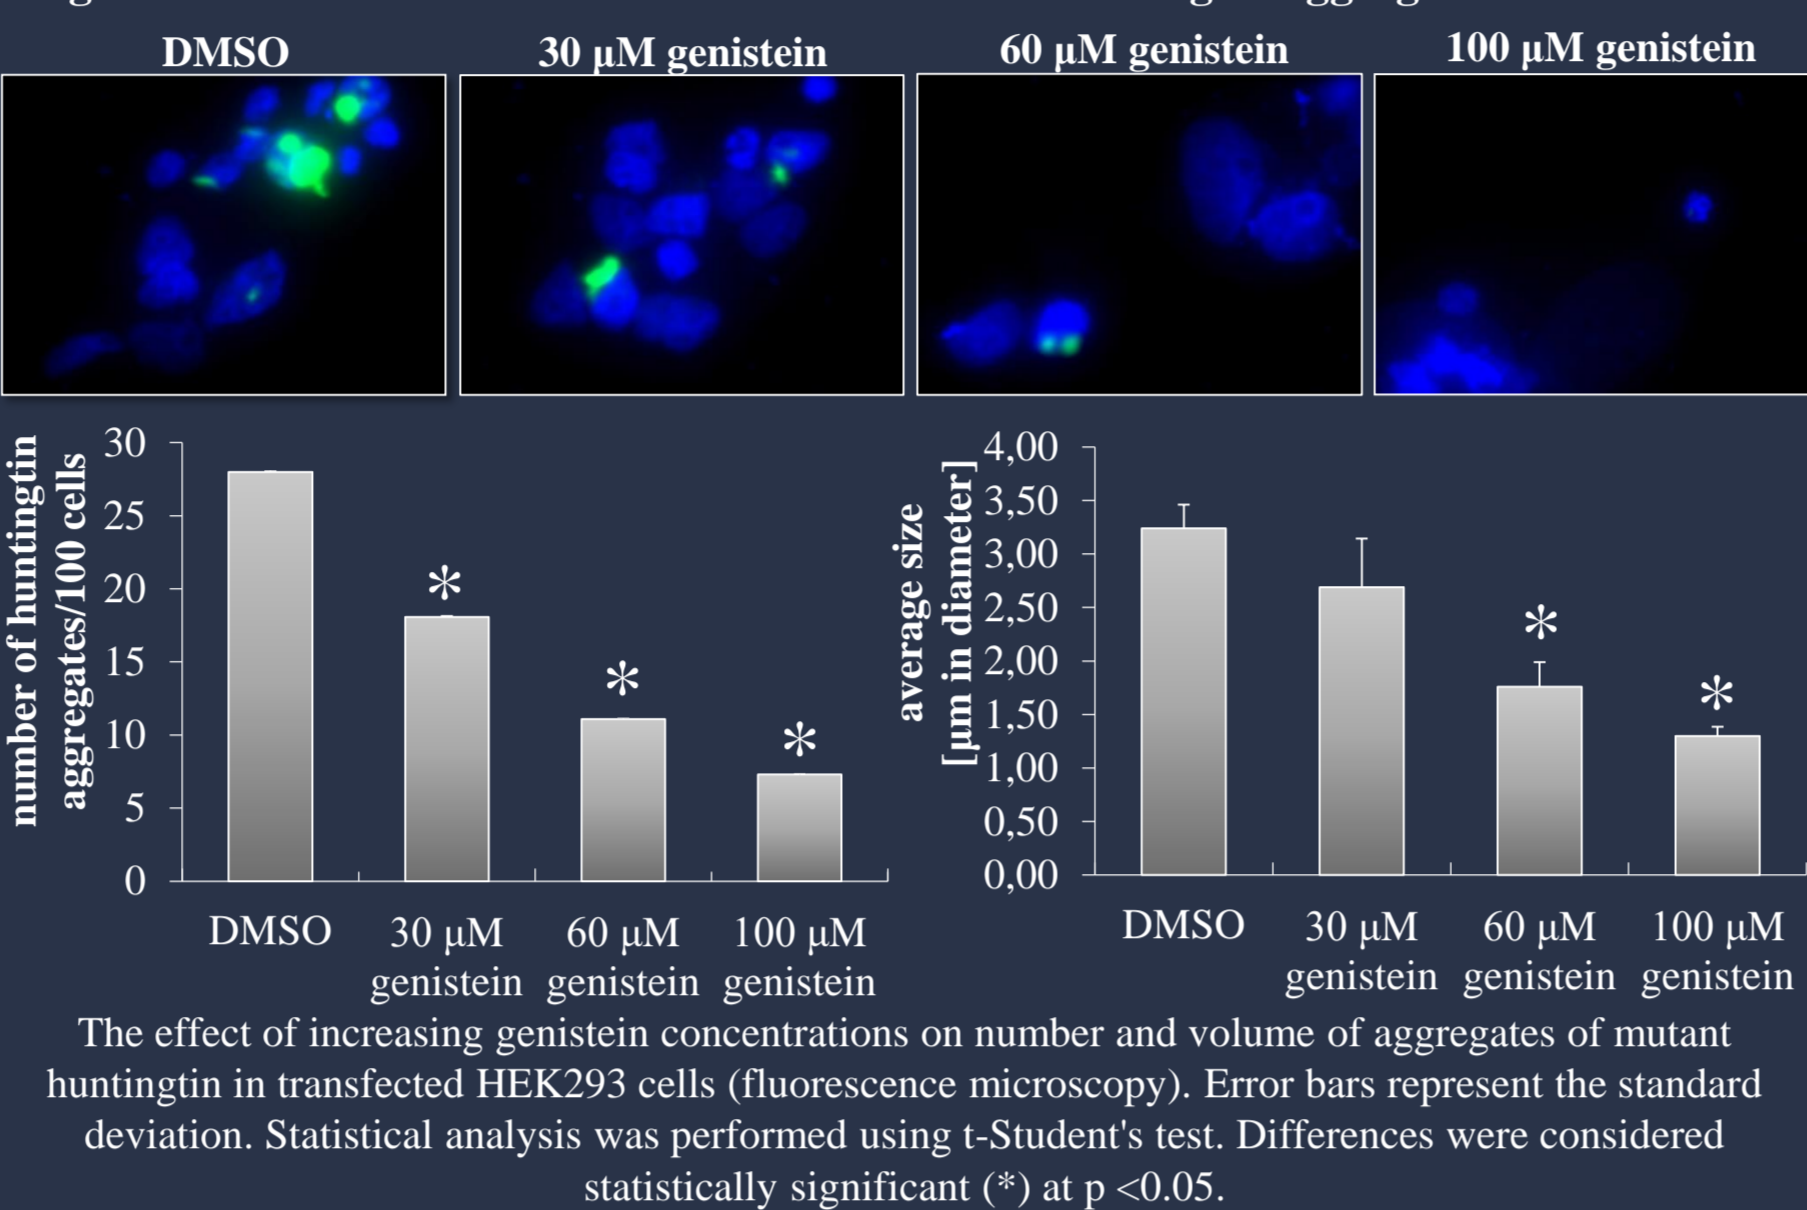 DMSO
30 μM genistein
60 μM genistein
100 μM genistein
number of huntingtin
aggregates/100 cells
30
25
20
15
10
5
0
*
*
*
DMSO
30 μM
genistein
60 μM
genistein
100 μM
genistein
average size
[μm in diameter]
4,00
3,50
3,00
2,50
2,00
1,50
1,00
0,50
0,00
*
*
DMSO
30 μM
genistein
60 μM
genistein
100 μM
genistein
The effect of increasing genistein concentrations on number and volume of aggregates of mutant
huntingtin in transfected HEK293 cells (fluorescence microscopy). Error bars represent the standard
deviation. Statistical analysis was performed using t-Student's test. Differences were considered
statistically significant (*) at p <0.05.